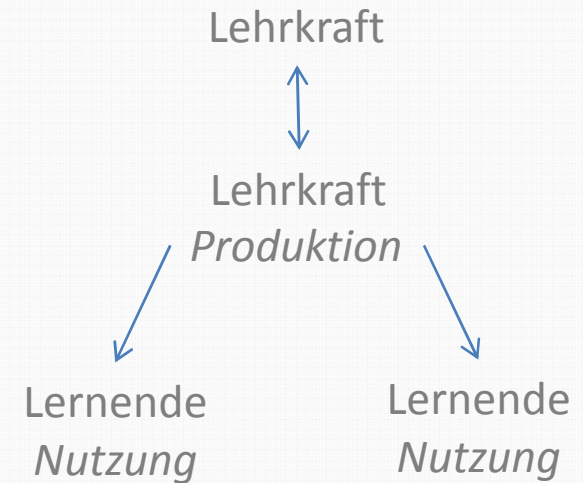 Lehrkraft
Lehrkraft
Produktion
Lernende
Nutzung
Lernende
Nutzung